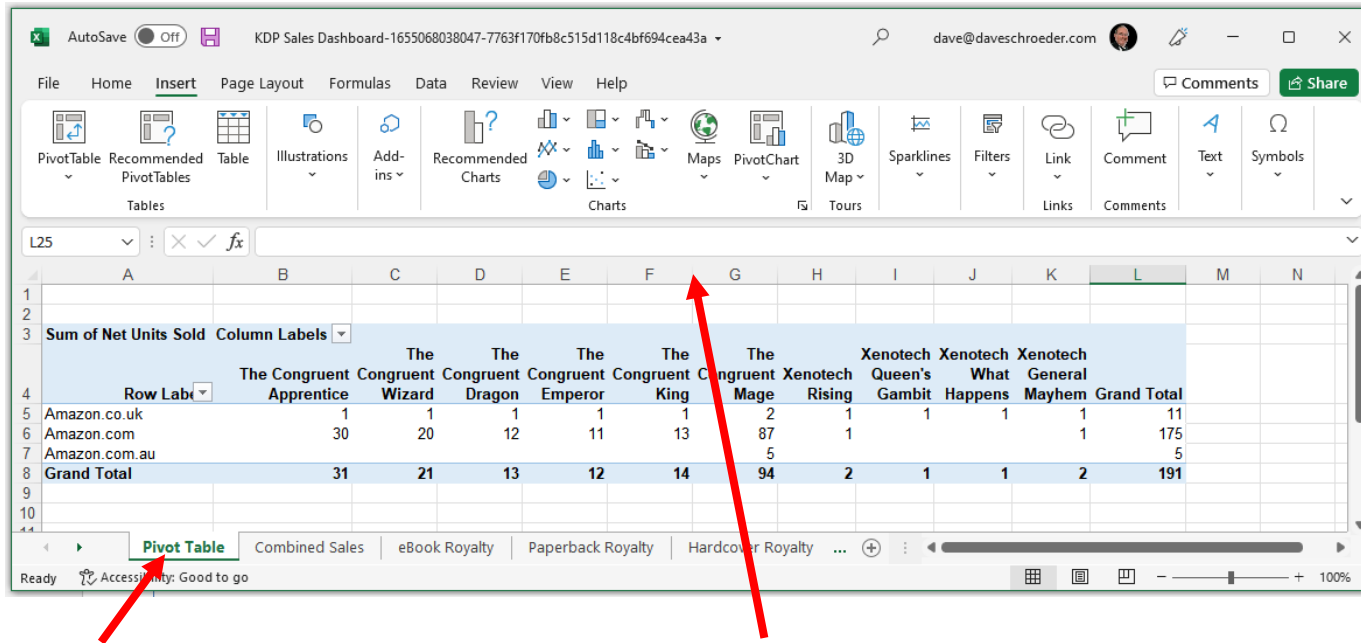 AutoSave Off KDP Sales Dashboard-1655068038047-7763f170fb8c515d118c4bf694cea43a dave@daveschroeder.com
File Home Insert Page Layout Formulas Data Review View Help Comments Share
PivotTable Recommended PivotTables Table Illustrations Add-ins Recommended Charts Maps PivotChart 3D Map Sparklines Filters Link Comment Text Symbols
Tables Charts Tours Links Comments
L25 fx
A B C D E F G H I J K L M N
1
2
3 Sum of Net Units Sold Column Labels
4 Row Labe The Congruent Apprentice The Congruent Wizard The Congruent Dragon The Congruent Emperor The Congruent King The Congruent Mage Xenotech Rising Xenotech Queen's Gambit Xenotech What Happens Xenotech General Mayhem Grand Total
5 Amazon.co.uk 1 1 1 1 1 2 1 1 1 1 11
6 Amazon.com 30 20 12 11 13 87 1 1 175
7 Amazon.com.au 5 5
8 Grand Total 31 21 13 12 14 94 2 1 1 2 191
9
10
Pivot Table Combined Sales eBook Royalty Paperback Royalty Hardcover Royalty ...
Ready Accessibility: Good to go 100%